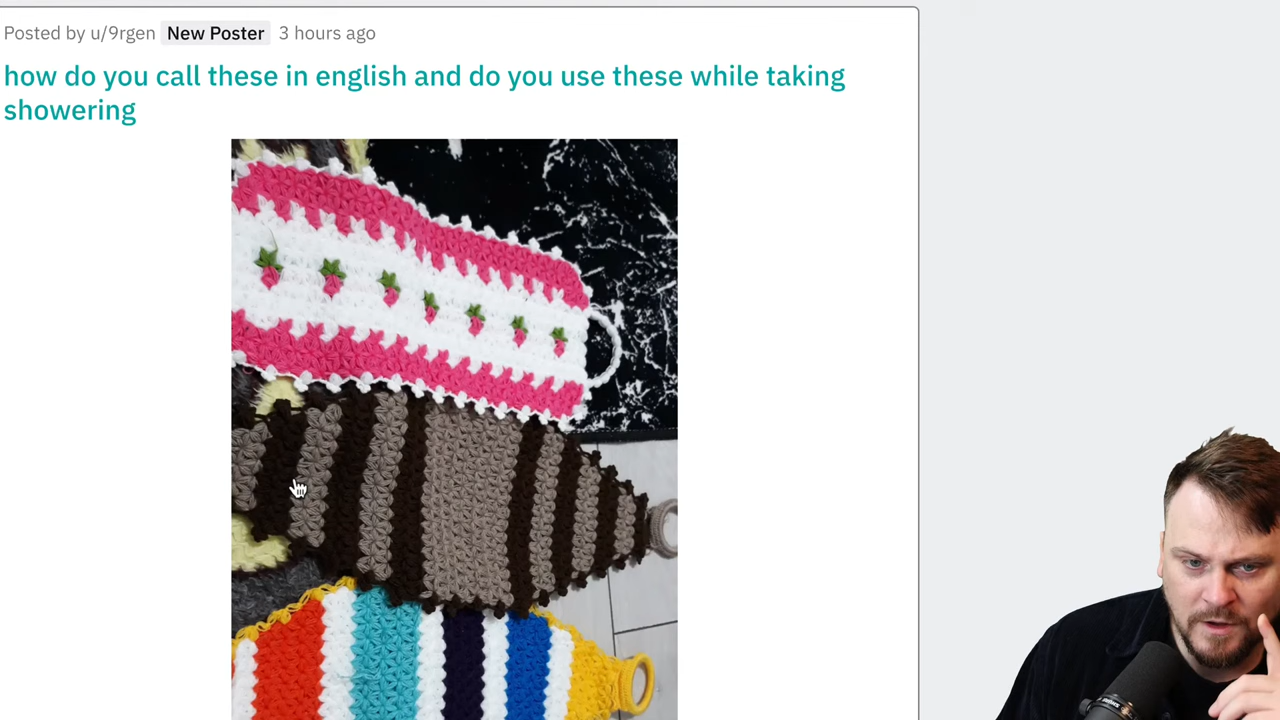 Posted by u/9rgen New Poster 3 hours ago
how do you call these in english and do you use these while taking
showering